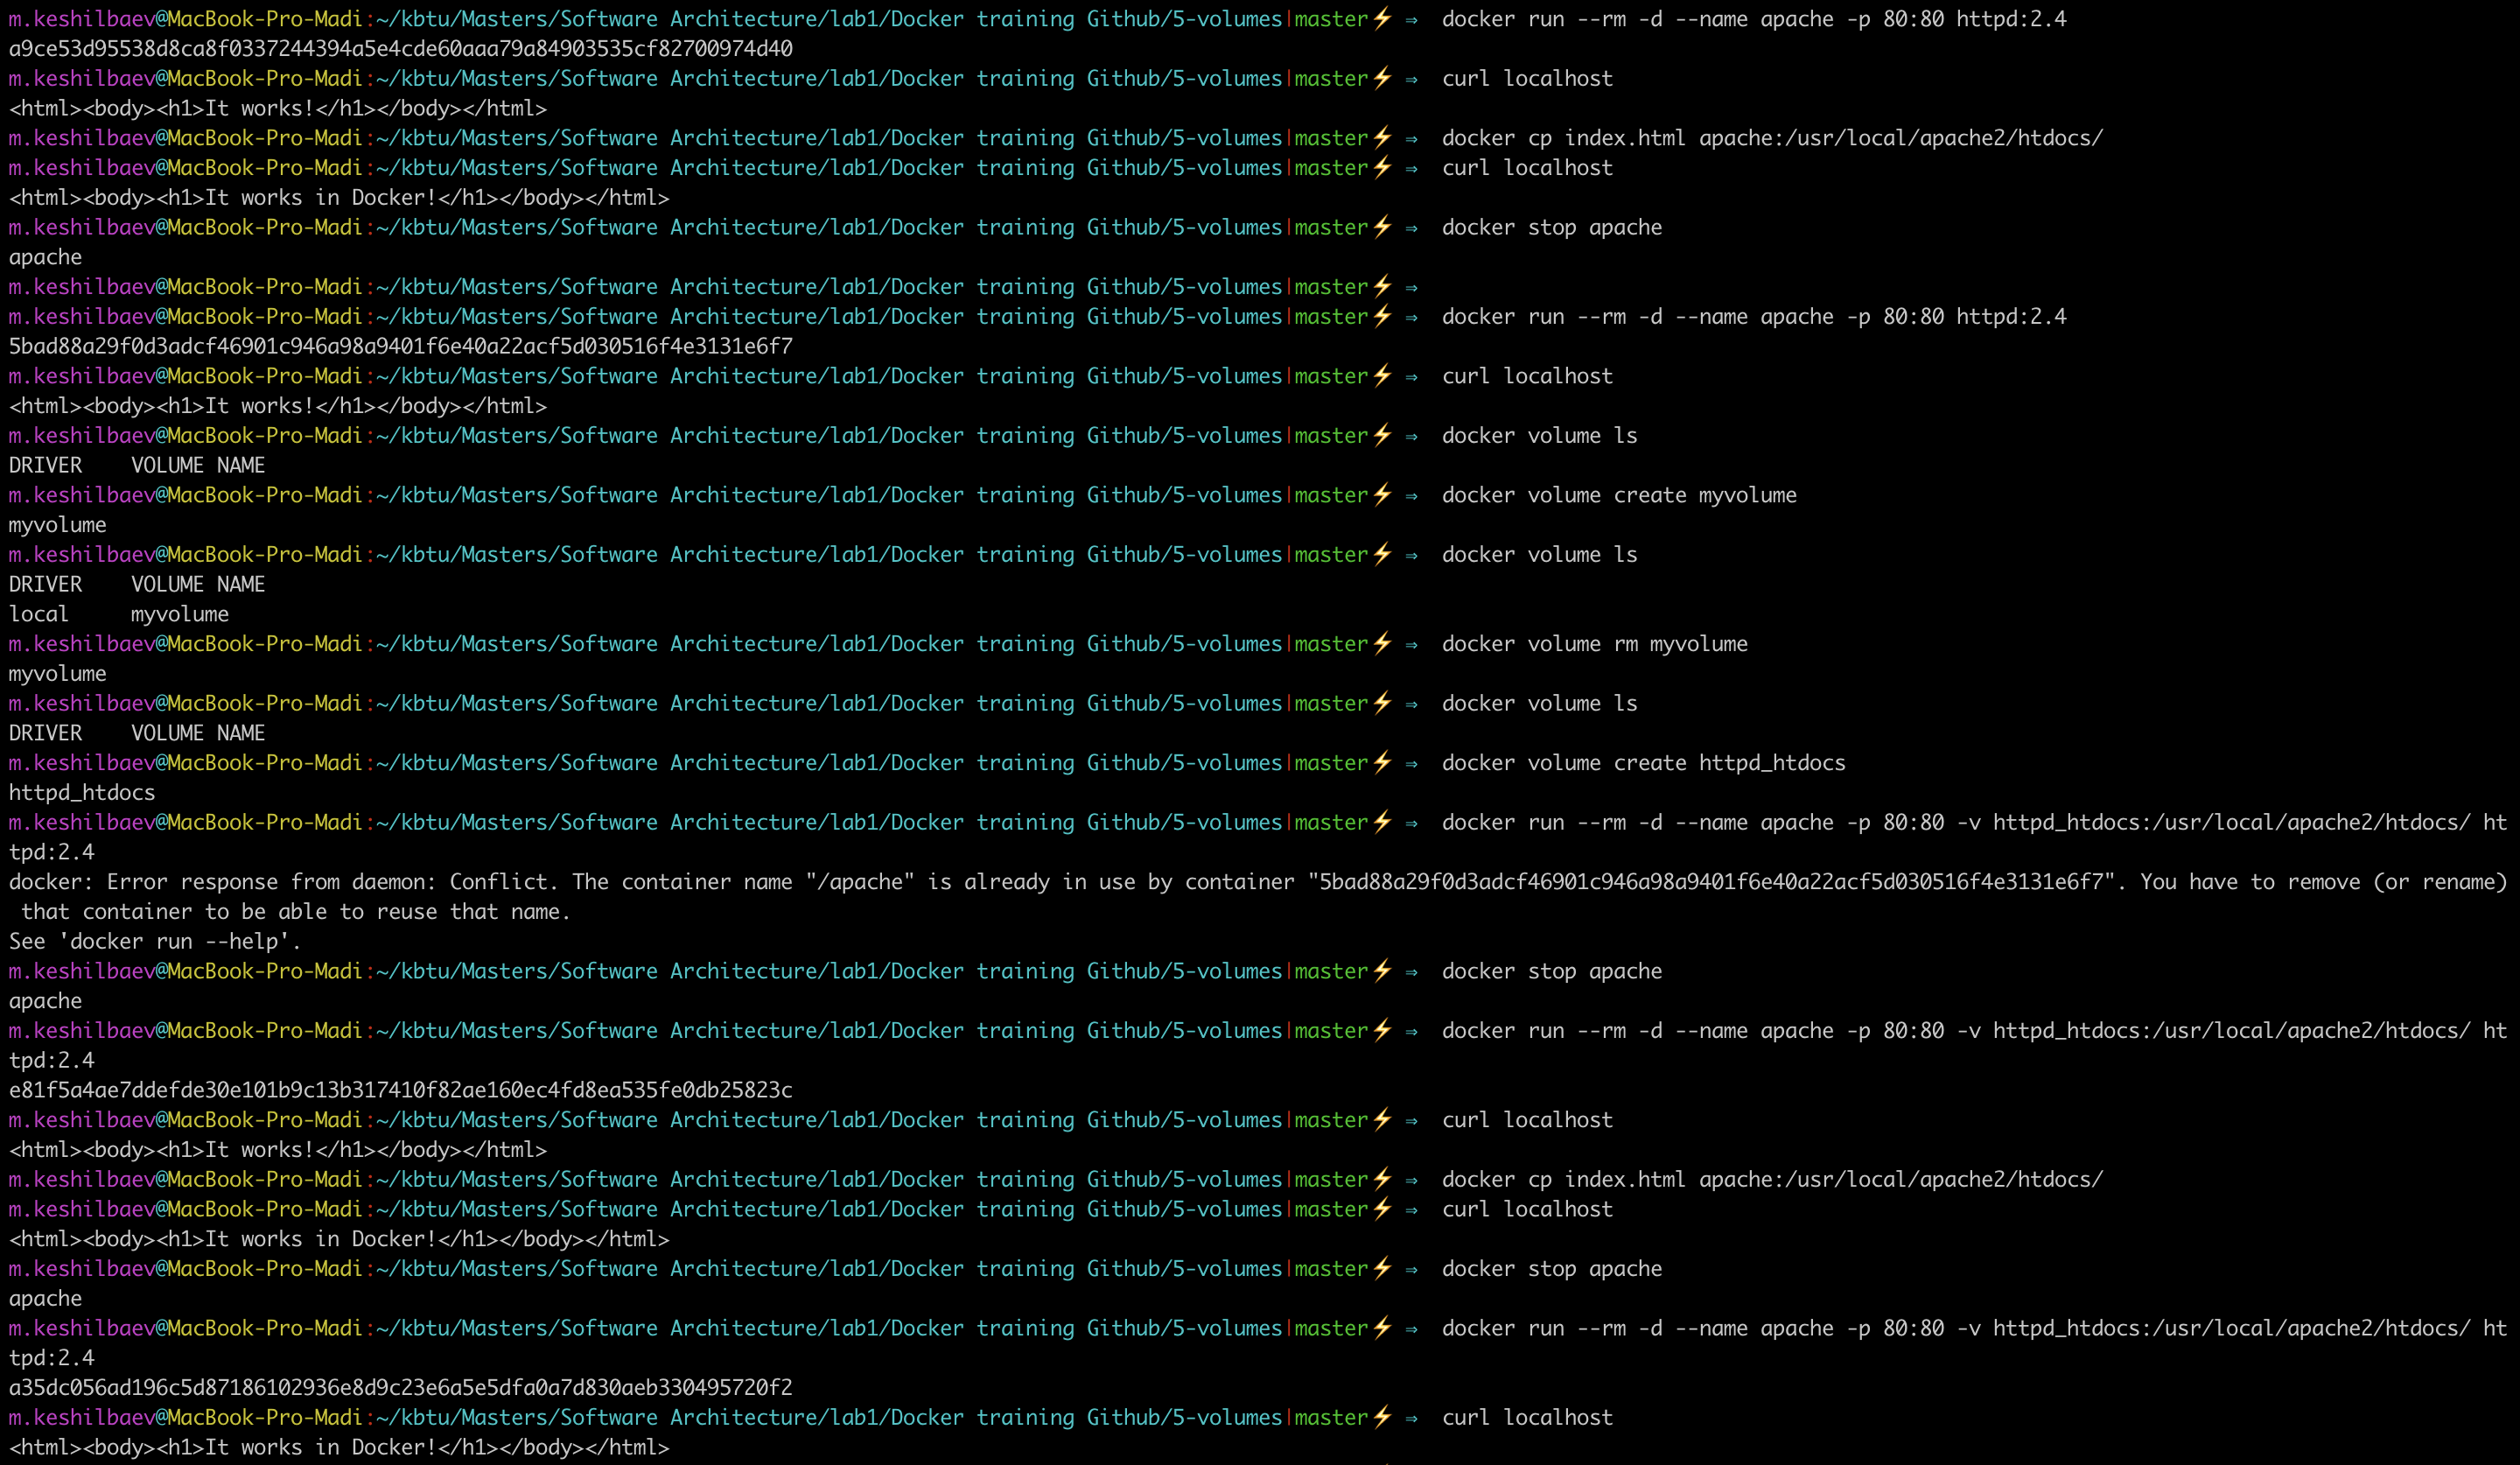 m.keshilbaev@MacBook-Pro-Madi:~/kbtu/Masters/Software Architecture/lab1/Docker training Github/5-volumes|master⚡ ⇒  docker run --rm -d --name apache -p 80:80 httpd:2.4
a9ce53d95538d8ca8f0337244394a5e4cde60aaa79a84903535cf82700974d40
m.keshilbaev@MacBook-Pro-Madi:~/kbtu/Masters/Software Architecture/lab1/Docker training Github/5-volumes|master⚡ ⇒  curl localhost
<html><body><h1>It works!</h1></body></html>
m.keshilbaev@MacBook-Pro-Madi:~/kbtu/Masters/Software Architecture/lab1/Docker training Github/5-volumes|master⚡ ⇒  docker cp index.html apache:/usr/local/apache2/htdocs/
m.keshilbaev@MacBook-Pro-Madi:~/kbtu/Masters/Software Architecture/lab1/Docker training Github/5-volumes|master⚡ ⇒  curl localhost
<html><body><h1>It works in Docker!</h1></body></html>
m.keshilbaev@MacBook-Pro-Madi:~/kbtu/Masters/Software Architecture/lab1/Docker training Github/5-volumes|master⚡ ⇒  docker stop apache
apache
m.keshilbaev@MacBook-Pro-Madi:~/kbtu/Masters/Software Architecture/lab1/Docker training Github/5-volumes|master⚡ ⇒
m.keshilbaev@MacBook-Pro-Madi:~/kbtu/Masters/Software Architecture/lab1/Docker training Github/5-volumes|master⚡ ⇒  docker run --rm -d --name apache -p 80:80 httpd:2.4
5bad88a29f0d3adcf46901c946a98a9401f6e40a22acf5d030516f4e3131e6f7
m.keshilbaev@MacBook-Pro-Madi:~/kbtu/Masters/Software Architecture/lab1/Docker training Github/5-volumes|master⚡ ⇒  curl localhost
<html><body><h1>It works!</h1></body></html>
m.keshilbaev@MacBook-Pro-Madi:~/kbtu/Masters/Software Architecture/lab1/Docker training Github/5-volumes|master⚡ ⇒  docker volume ls
DRIVER    VOLUME NAME
m.keshilbaev@MacBook-Pro-Madi:~/kbtu/Masters/Software Architecture/lab1/Docker training Github/5-volumes|master⚡ ⇒  docker volume create myvolume
myvolume
m.keshilbaev@MacBook-Pro-Madi:~/kbtu/Masters/Software Architecture/lab1/Docker training Github/5-volumes|master⚡ ⇒  docker volume ls
DRIVER    VOLUME NAME
local     myvolume
m.keshilbaev@MacBook-Pro-Madi:~/kbtu/Masters/Software Architecture/lab1/Docker training Github/5-volumes|master⚡ ⇒  docker volume rm myvolume
myvolume
m.keshilbaev@MacBook-Pro-Madi:~/kbtu/Masters/Software Architecture/lab1/Docker training Github/5-volumes|master⚡ ⇒  docker volume ls
DRIVER    VOLUME NAME
m.keshilbaev@MacBook-Pro-Madi:~/kbtu/Masters/Software Architecture/lab1/Docker training Github/5-volumes|master⚡ ⇒  docker volume create httpd_htdocs
httpd_htdocs
m.keshilbaev@MacBook-Pro-Madi:~/kbtu/Masters/Software Architecture/lab1/Docker training Github/5-volumes|master⚡ ⇒  docker run --rm -d --name apache -p 80:80 -v httpd_htdocs:/usr/local/apache2/htdocs/ ht
tpd:2.4
docker: Error response from daemon: Conflict. The container name "/apache" is already in use by container "5bad88a29f0d3adcf46901c946a98a9401f6e40a22acf5d030516f4e3131e6f7". You have to remove (or rename)
 that container to be able to reuse that name.
See 'docker run --help'.
m.keshilbaev@MacBook-Pro-Madi:~/kbtu/Masters/Software Architecture/lab1/Docker training Github/5-volumes|master⚡ ⇒  docker stop apache
apache
m.keshilbaev@MacBook-Pro-Madi:~/kbtu/Masters/Software Architecture/lab1/Docker training Github/5-volumes|master⚡ ⇒  docker run --rm -d --name apache -p 80:80 -v httpd_htdocs:/usr/local/apache2/htdocs/ ht
tpd:2.4
e81f5a4ae7ddefde30e101b9c13b317410f82ae160ec4fd8ea535fe0db25823c
m.keshilbaev@MacBook-Pro-Madi:~/kbtu/Masters/Software Architecture/lab1/Docker training Github/5-volumes|master⚡ ⇒  curl localhost
<html><body><h1>It works!</h1></body></html>
m.keshilbaev@MacBook-Pro-Madi:~/kbtu/Masters/Software Architecture/lab1/Docker training Github/5-volumes|master⚡ ⇒  docker cp index.html apache:/usr/local/apache2/htdocs/
m.keshilbaev@MacBook-Pro-Madi:~/kbtu/Masters/Software Architecture/lab1/Docker training Github/5-volumes|master⚡ ⇒  curl localhost
<html><body><h1>It works in Docker!</h1></body></html>
m.keshilbaev@MacBook-Pro-Madi:~/kbtu/Masters/Software Architecture/lab1/Docker training Github/5-volumes|master⚡ ⇒  docker stop apache
apache
m.keshilbaev@MacBook-Pro-Madi:~/kbtu/Masters/Software Architecture/lab1/Docker training Github/5-volumes|master⚡ ⇒  docker run --rm -d --name apache -p 80:80 -v httpd_htdocs:/usr/local/apache2/htdocs/ ht
tpd:2.4
a35dc056ad196c5d87186102936e8d9c23e6a5e5dfa0a7d830aeb330495720f2
m.keshilbaev@MacBook-Pro-Madi:~/kbtu/Masters/Software Architecture/lab1/Docker training Github/5-volumes|master⚡ ⇒  curl localhost
<html><body><h1>It works in Docker!</h1></body></html>